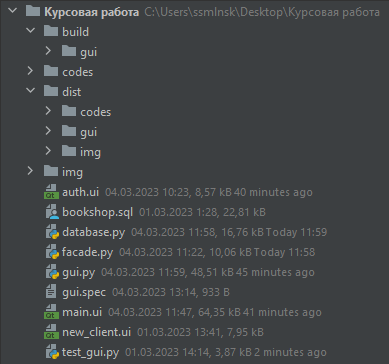 Курсовая работа C:\Users\ssmlnsk\Desktop\Курсовая работа
build
gui
codes
dist
codes
gui
img
img
auth.ui 04.03.2023 10:23, 8,57 kB 40 minutes ago
bookshop.sql 01.03.2023 1:28, 22,81 kB
database.py 04.03.2023 11:58, 16,76 kB Today 11:59
facade.py 04.03.2023 11:22, 10,06 kB Today 11:58
gui.py 04.03.2023 11:59, 48,51 kB 45 minutes ago
gui.spec 04.03.2023 13:14, 933 B
main.ui 04.03.2023 11:47, 64,35 kB 41 minutes ago
new_client.ui 04.03.2023 13:41, 7,95 kB
test_gui.py 01.03.2023 14:14, 3,87 kB 2 minutes ago